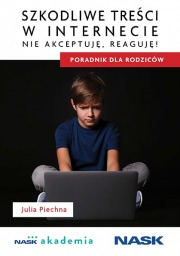 SZKODLIWE TREŚCI
W INTERNECIE
NIE AKCEPTUJĘ, REAGUJĘ!
PORADNIK DLA RODZICÓW
Julia Piechna
NASK akademia
NASK